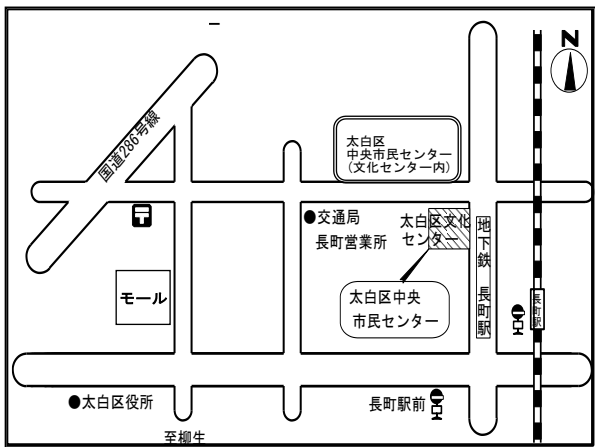 N
国道286号線
太白区
中央市民センター
(文化センター内)
●交通局
長町営業所
太白区文化
センター
地下鉄 長町駅
モール
太白区中央
市民センター
長町駅
●太白区役所
長町駅前
至柳生